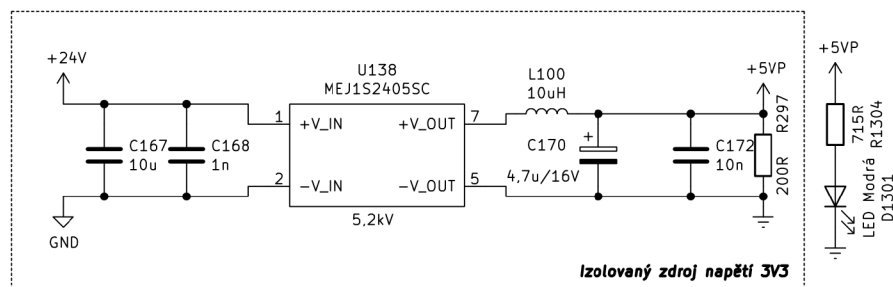 +24V
U138
MEJ1S2405SC
L100
10uH
+5VP
+5VP
1
+V_IN
+V_OUT
7
C167
10u
C168
1n
C170
+
4,7u/16V
C172
10n
R297
200R
715R
R1304
2
-V_IN
-V_OUT
5
5,2kV
GND
LED Modrá
D1301
Izolovaný zdroj napětí 3V3